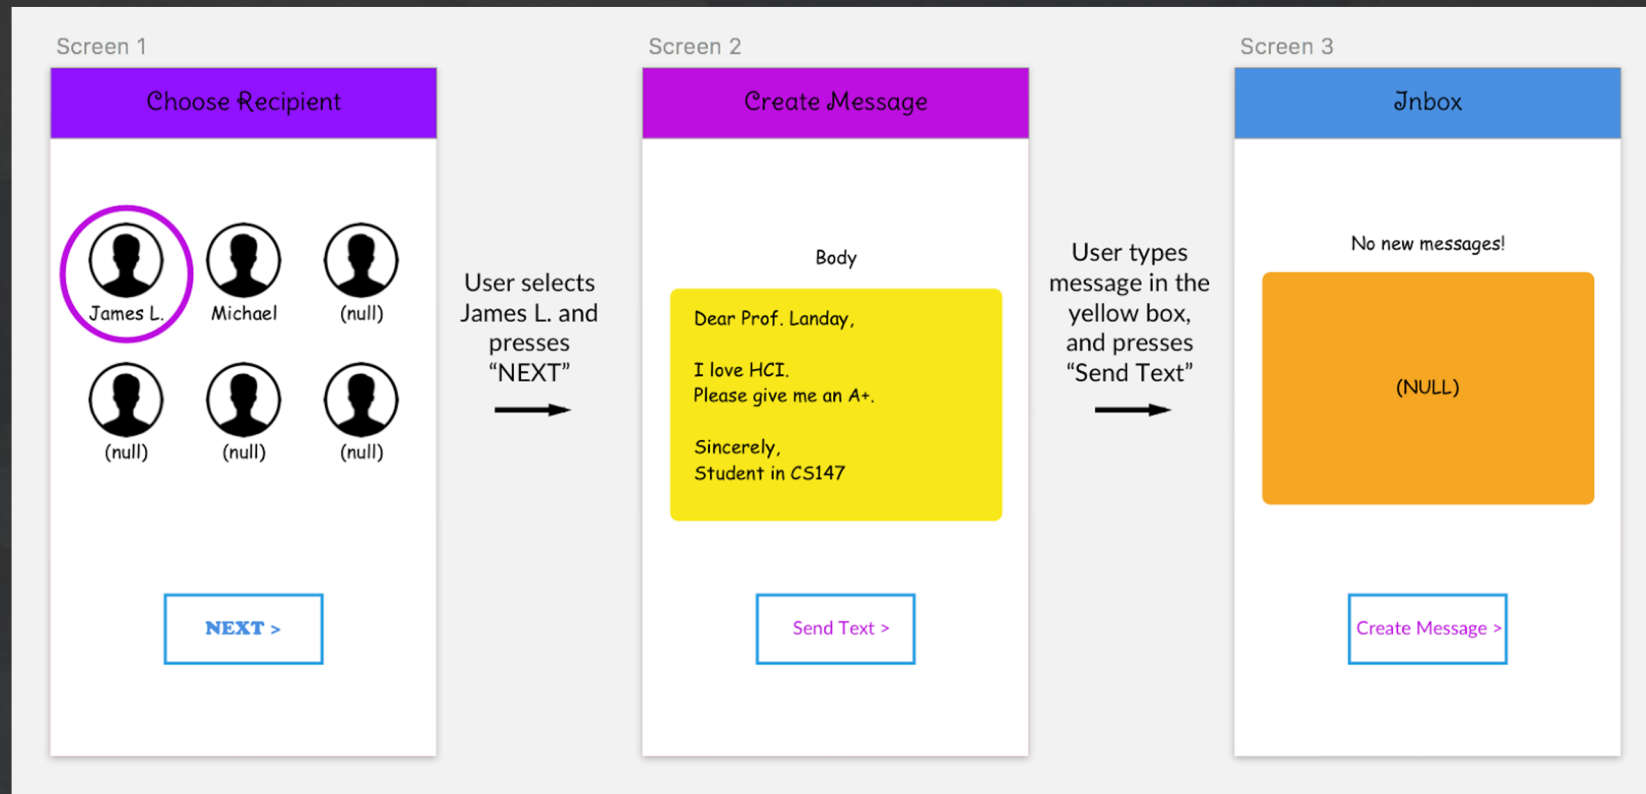 Screen 1
Choose Recipient
James L.
Michael
(null)
(null)
(null)
(null)
NEXT >
User selects
James L. and
presses
“NEXT”
Screen 2
Create Message
Body
Dear Prof. Landay,
I love HCI.
Please give me an A+.
Sincerely,
Student in CS147
Send Text >
User types
message in the
yellow box,
and presses
“Send Text”
Screen 3
Inbox
No new messages!
(NULL)
Create Message >